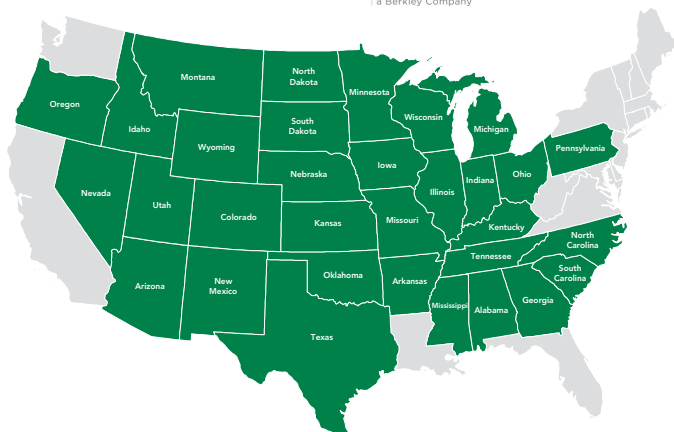 a Berkley Company
Montana
North
Dakota
Minnesota
Oregon
Idaho
Wisconsin
Michigan
South
Dakota
Wyoming
Pennsylvania
Iowa
Nebraska
Ohio
Indiana
Illinois
Nevada
Utah
Colorado
Kansas
Missouri
Kentucky
North
Carolina
Tennessee
South
Carolina
Oklahoma
Arkansas
Arizona
New
Mexico
Mississippi
Alabama
Georgia
Texas